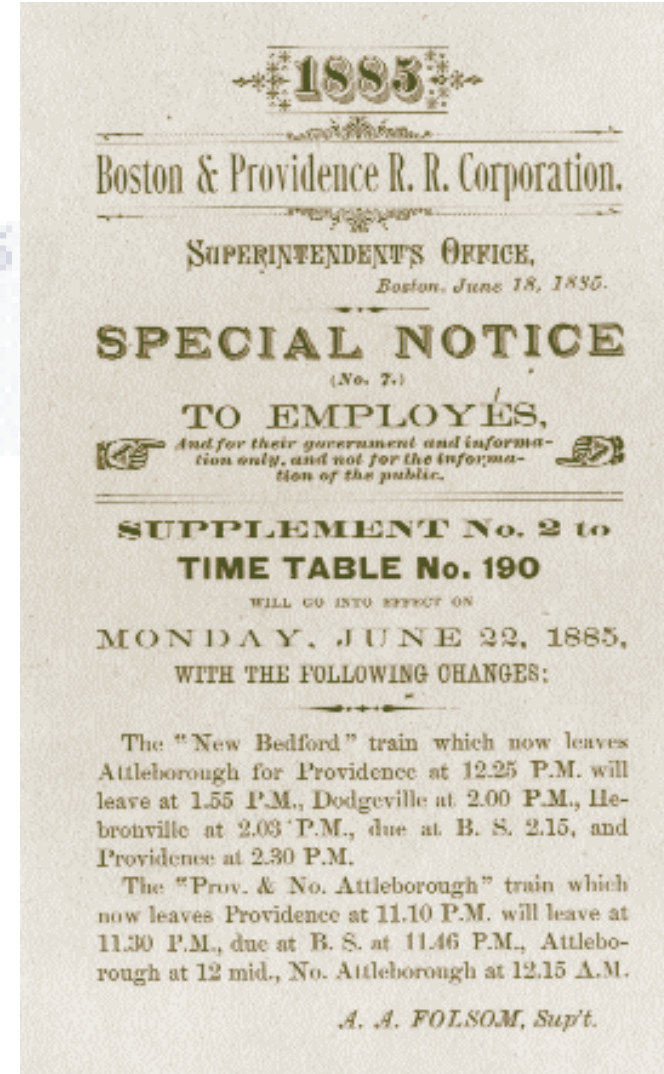 1885
Boston & Providence R. R. Corporation.
SUPERINTENDENT'S OFFICE,
Boston, June 18, 1885.
SPECIAL NOTICE
(No. 7.)
TO EMPLOYÉS,
And for their government and informa-
tion only, and not for the informa-
tion of the public.
SUPPLEMENT No. 2 to
TIME TABLE No. 190
WILL GO INTO EFFECT ON
MONDAY, JUNE 22, 1885,
WITH THE FOLLOWING CHANGES:
The "New Bedford" train which now leaves
Attleborough for Providence at 12.25 P.M. will
leave at 1.55 P.M., Dodgeville at 2.00 P.M., He-
bronville at 2.03 P.M., due at B. S. 2.15, and
Providence at 2.30 P.M.
The "Prov. & No. Attleborough" train which
now leaves Providence at 11.10 P.M. will leave at
11.30 P.M., due at B. S. at 11.46 P.M., Attlebo-
rough at 12 mid., No. Attleborough at 12.15 A.M.
A. A. FOLSOM, Sup't.